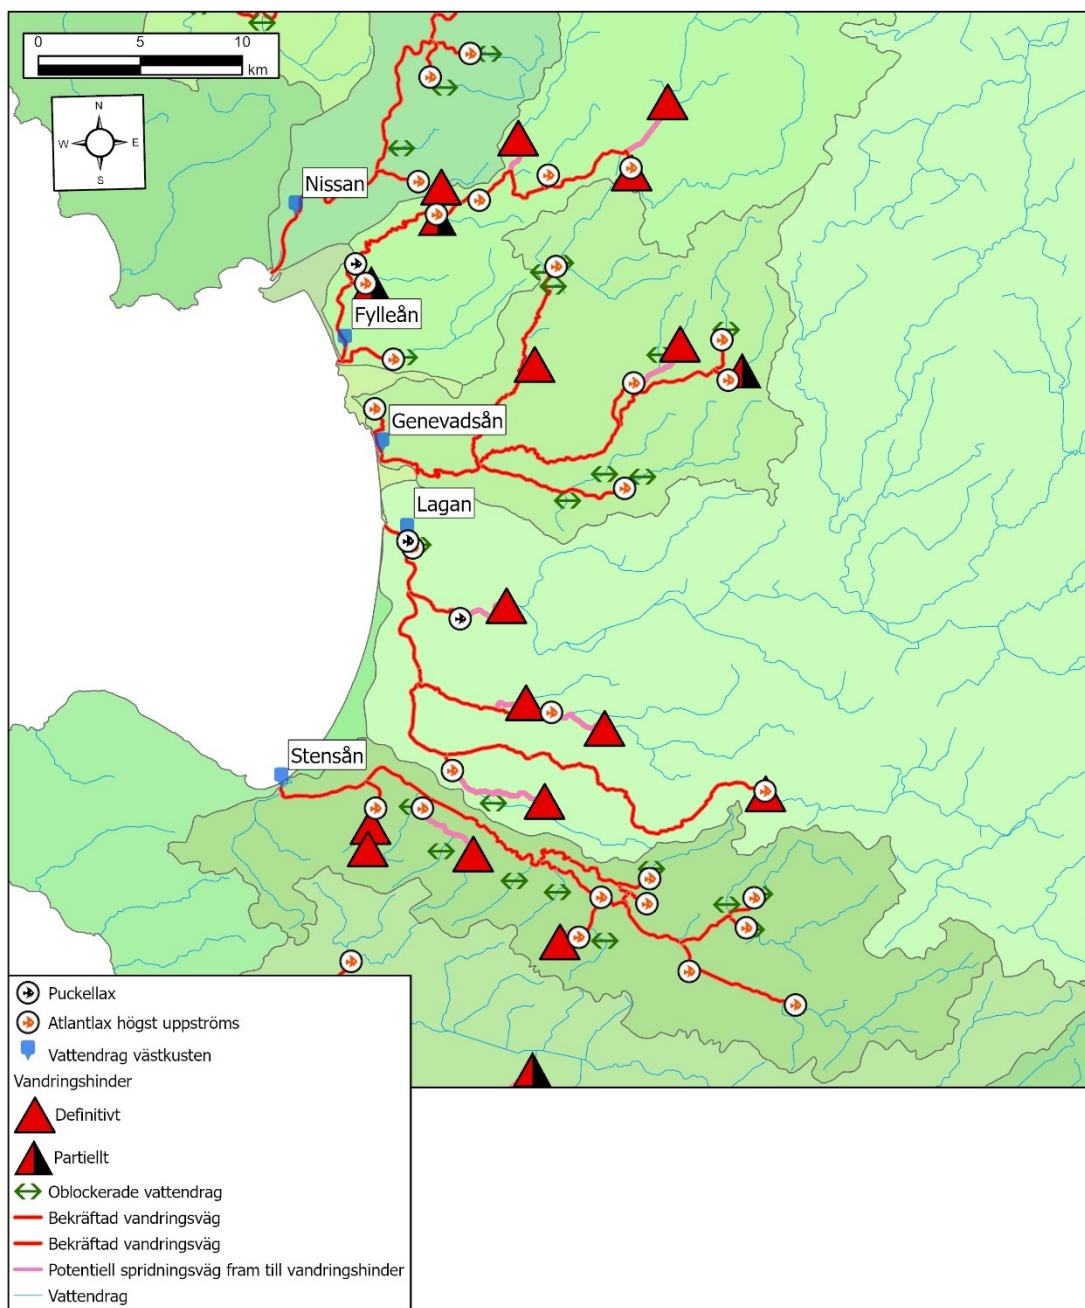 0 5 10
km
N
W E
S
Nissan
Fylleån
Genevadsån
Lagan
Stensån
Puckellax
Atlantlax högst uppströms
Vattendrag västkusten
Vandringshinder
Definitivt
Partiellt
Oblockerade vattendrag
Bekräftad vandringsväg
Bekräftad vandringsväg
Potentiell spridningsväg fram till vandringshinder
Vattendrag